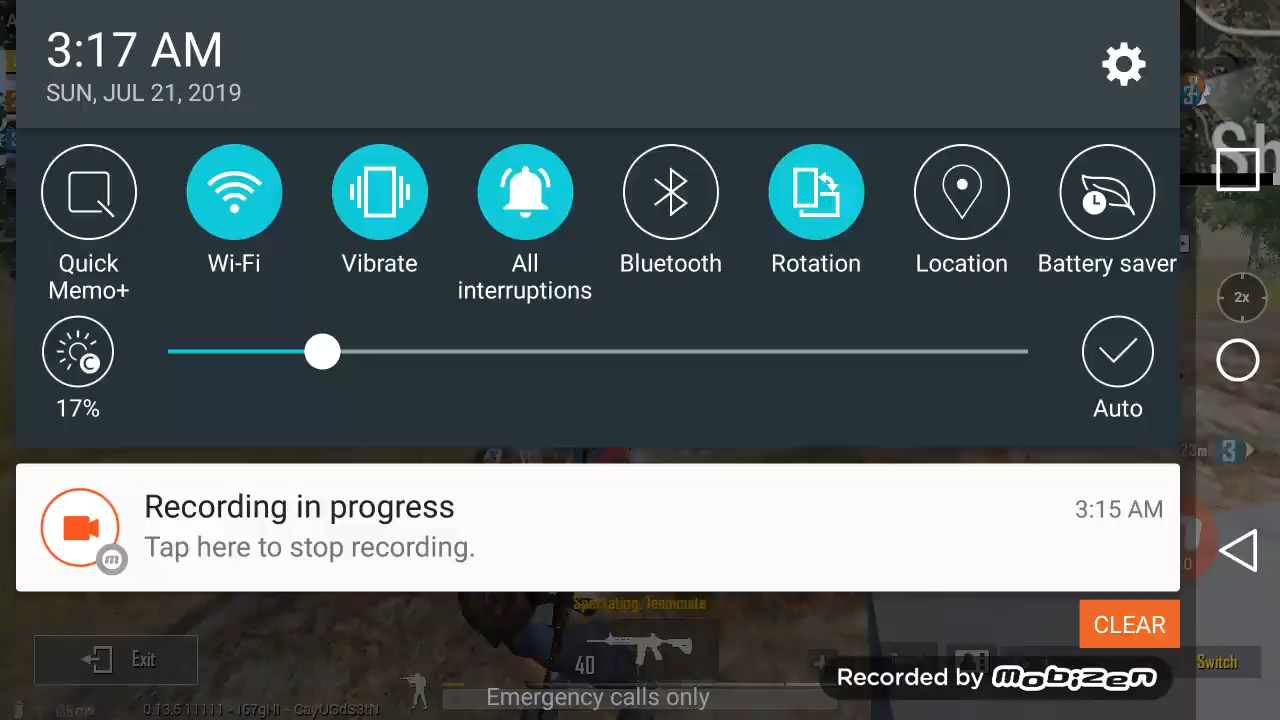 3:17 AM
SUN, JUL 21, 2019
Quick Memo+
Wi-Fi
Vibrate
All interruptions
Bluetooth
Rotation
Location
Battery saver
2x
17%
Auto
3
Recording in progress
3:15 AM
Tap here to stop recording.
Spectating, Teammate
CLEAR
Exit
40
Switch
Recorded by mobizen
Emergency calls only